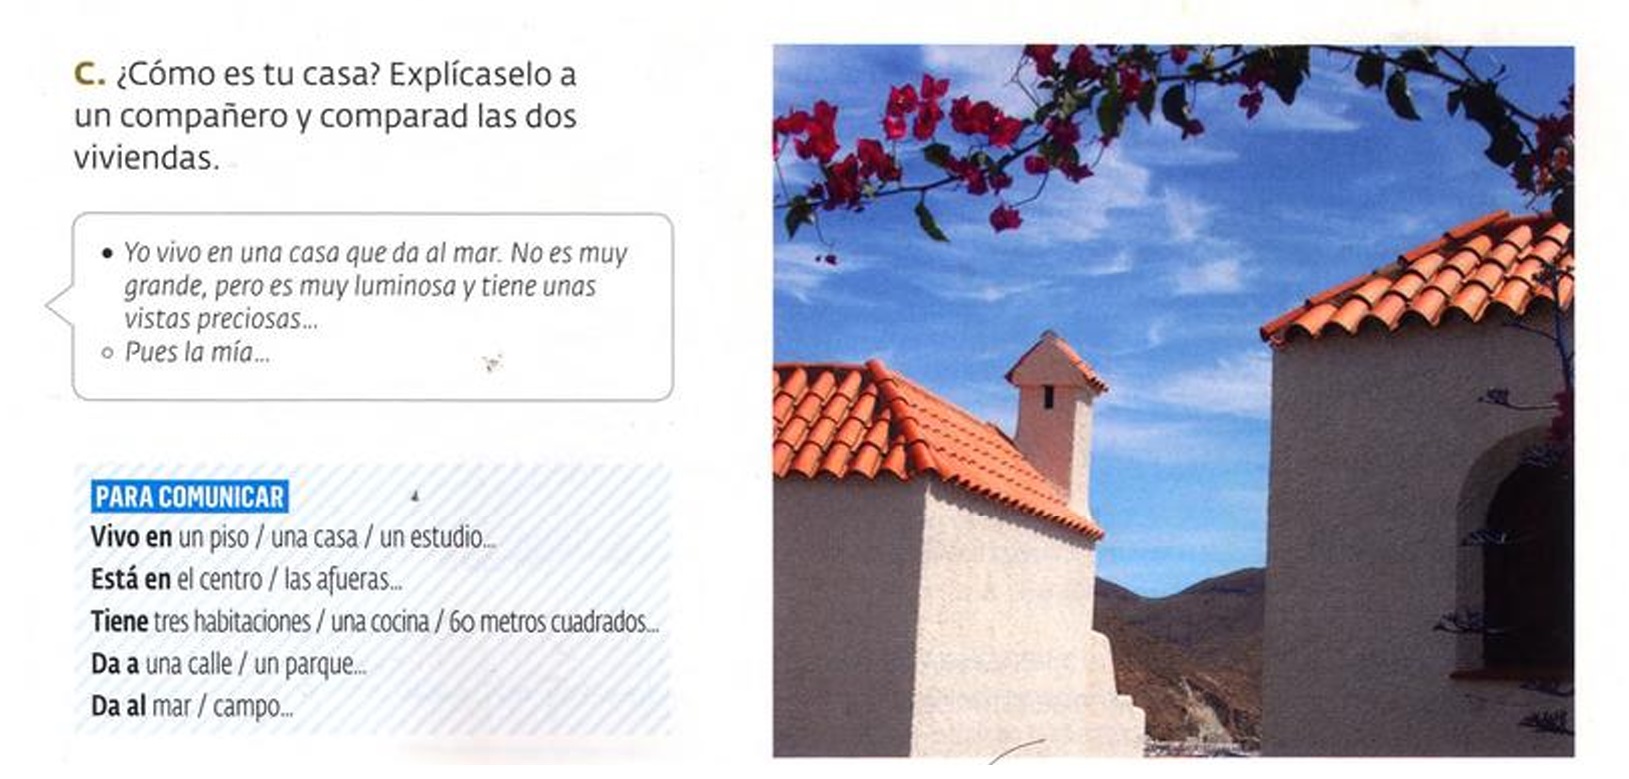 C. ¿Cómo es tu casa? Explícaselo a
un compañero y comparad las dos
viviendas.
• Yo vivo en una casa que da al mar. No es muy
grande, pero es muy luminosa y tiene unas
vistas preciosas...
○ Pues la mía...
PARA COMUNICAR
Vivo en un piso / una casa / un estudio...
Está en el centro / las afueras...
Tiene tres habitaciones / una cocina / 60 metros cuadrados...
Da a una calle / un parque...
Da al mar / campo...